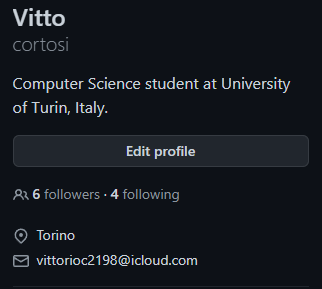 Vitto
cortosi
Computer Science student at University
of Turin, Italy.
Edit profile
6 followers · 4 following
Torino
vittorioc2198@icloud.com